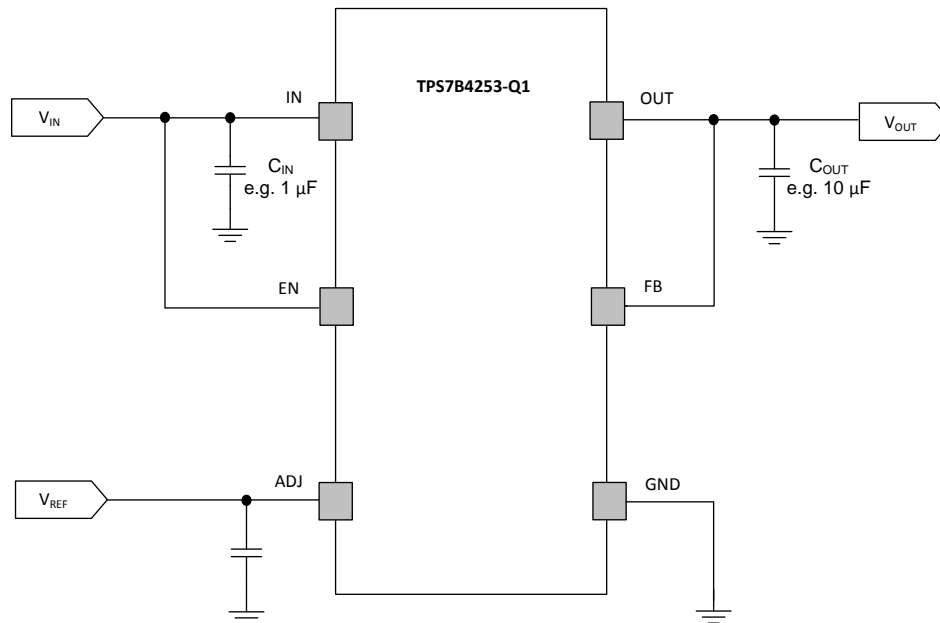 TPS7B4253-Q1
IN
OUT
V_IN
V_OUT
C_IN
e.g. 1 µF
C_OUT
e.g. 10 µF
EN
FB
ADJ
GND
V_REF